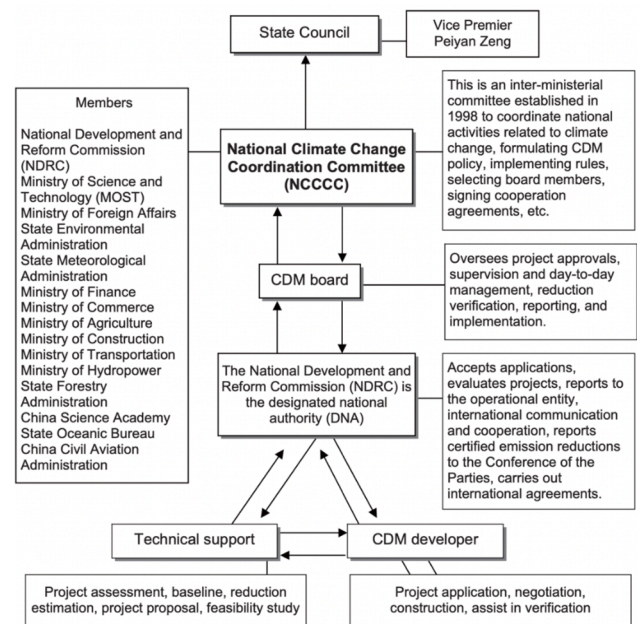 State Council
Vice Premier
Peiyan Zeng
Members
National Development and
Reform Commission
(NDRC)
Ministry of Science and
Technology (MOST)
Ministry of Foreign Affairs
State Environmental
Administration
State Meteorological
Administration
Ministry of Finance
Ministry of Commerce
Ministry of Agriculture
Ministry of Construction
Ministry of Transportation
Ministry of Hydropower
State Forestry
Administration
China Science Academy
State Oceanic Bureau
China Civil Aviation
Administration
National Climate Change
Coordination Committee
(NCCCC)
This is an inter-ministerial
committee established in
1998 to coordinate national
activities related to climate
change, formulating CDM
policy, implementing rules,
selecting board members,
signing cooperation
agreements, etc.
CDM board
Oversees project approvals,
supervision and day-to-day
management, reduction
verification, reporting, and
implementation.
The National Development and
Reform Commission (NDRC) is
the designated national
authority (DNA)
Accepts applications,
evaluates projects, reports to
the operational entity,
international communication
and cooperation, reports
certified emission reductions
to the Conference of the
Parties, carries out
international agreements.
Technical support
CDM developer
Project assessment, baseline, reduction
estimation, project proposal, feasibility study
Project application, negotiation,
construction, assist in verification